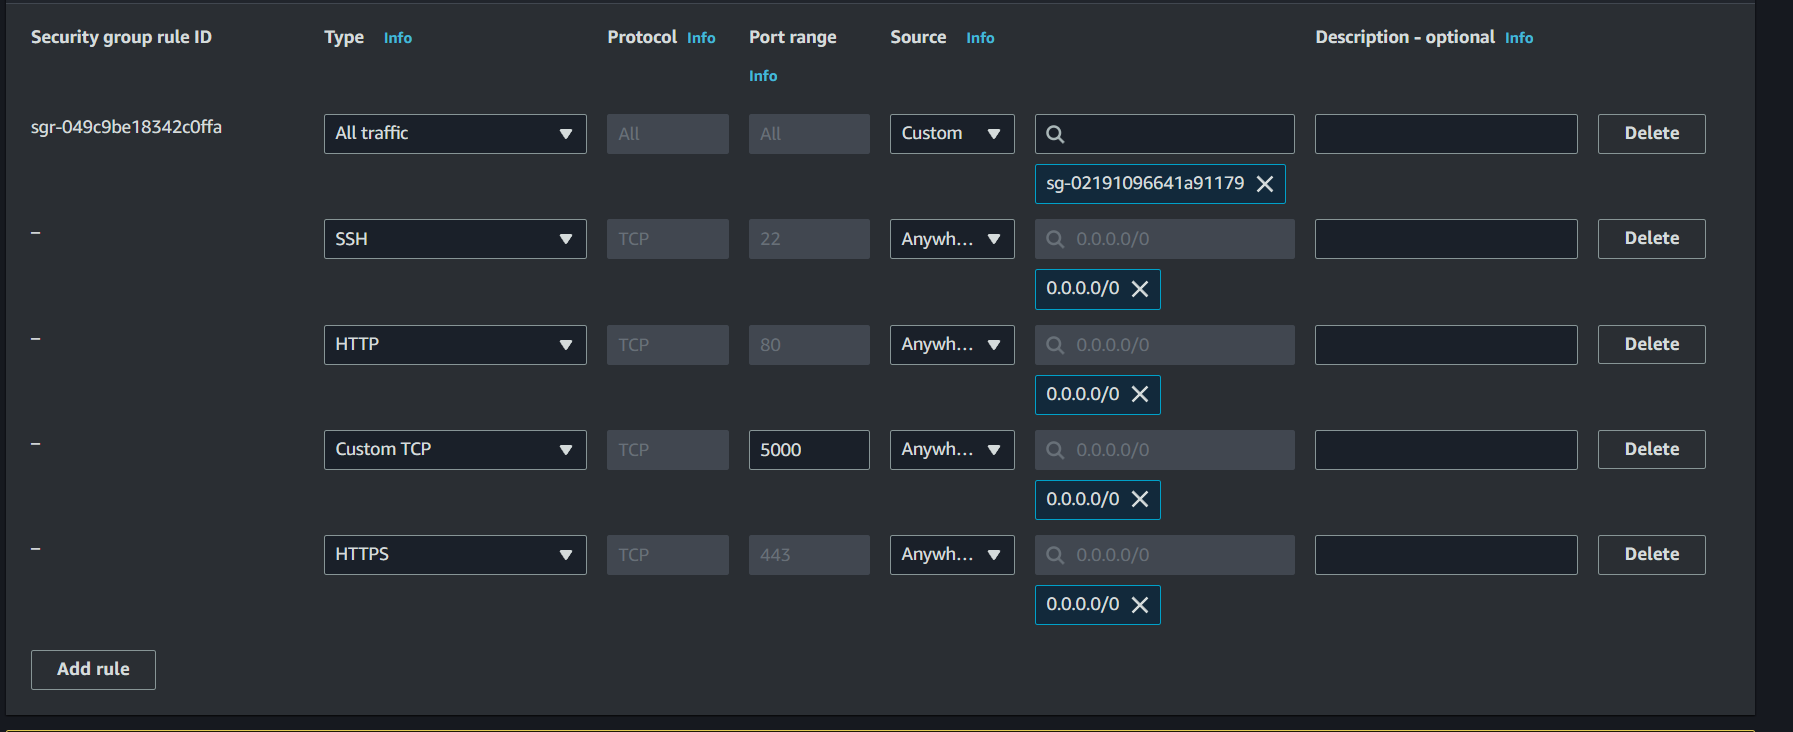 Security group rule ID Type Info Protocol Info Port range Info Source Info Description - optional Info
sgr-049c9be18342c0ffa All traffic All All Custom Delete
sg-02191096641a91179
– SSH TCP 22 Anywh... 0.0.0.0/0 Delete
0.0.0.0/0
– HTTP TCP 80 Anywh... 0.0.0.0/0 Delete
0.0.0.0/0
– Custom TCP TCP 5000 Anywh... 0.0.0.0/0 Delete
0.0.0.0/0
– HTTPS TCP 443 Anywh... 0.0.0.0/0 Delete
0.0.0.0/0
Add rule